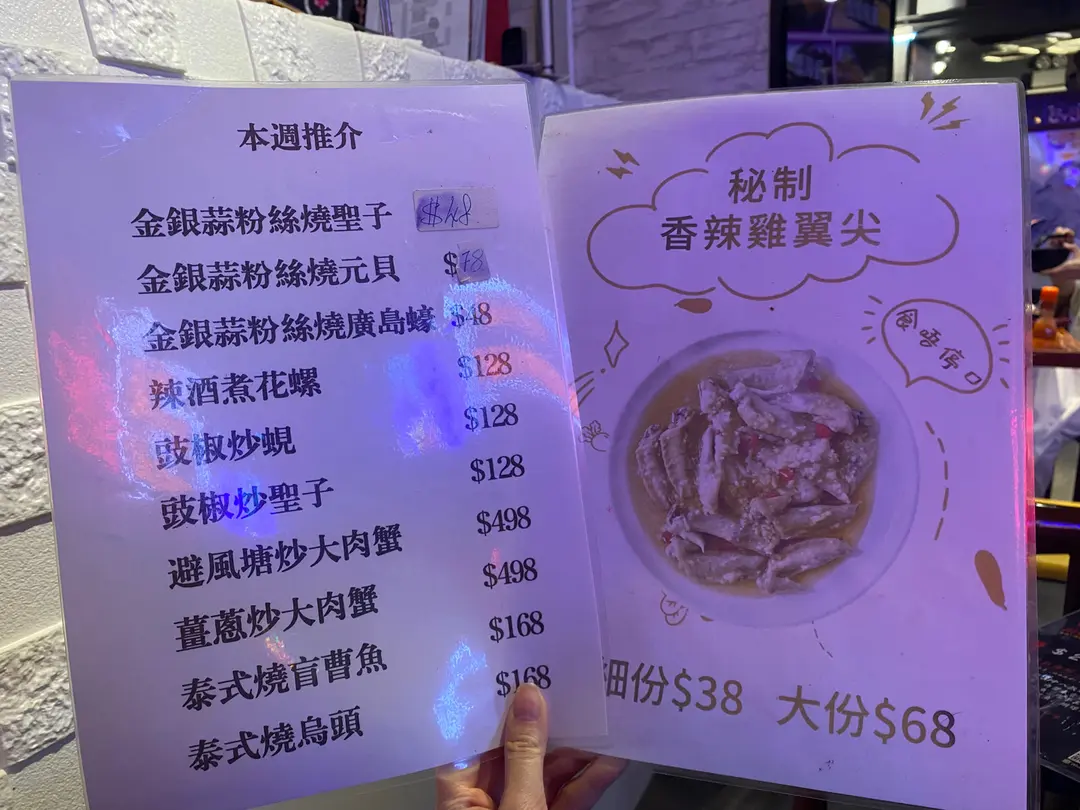 本週推介
金銀蒜粉絲燒聖子 $48
金銀蒜粉絲燒元貝 $78
金銀蒜粉絲燒廣島蠔 $48
辣酒煮花螺 $128
豉椒炒蜆 $128
豉椒炒聖子 $128
避風塘炒大肉蟹 $498
薑蔥炒大肉蟹 $498
泰式燒盲曹魚 $168
泰式燒烏頭 $168
秘制
香辣雞翼尖
食唔停口
細份$38 大份$68